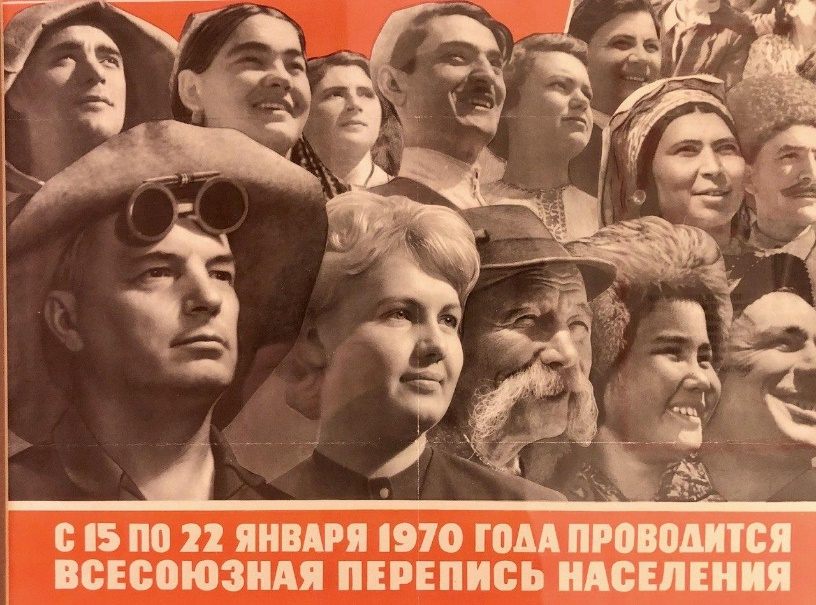 С 15 ПО 22 ЯНВАРЯ 1970 ГОДА ПРОВОДИТСЯ
ВСЕСОЮЗНАЯ ПЕРЕПИСЬ НАСЕЛЕНИЯ